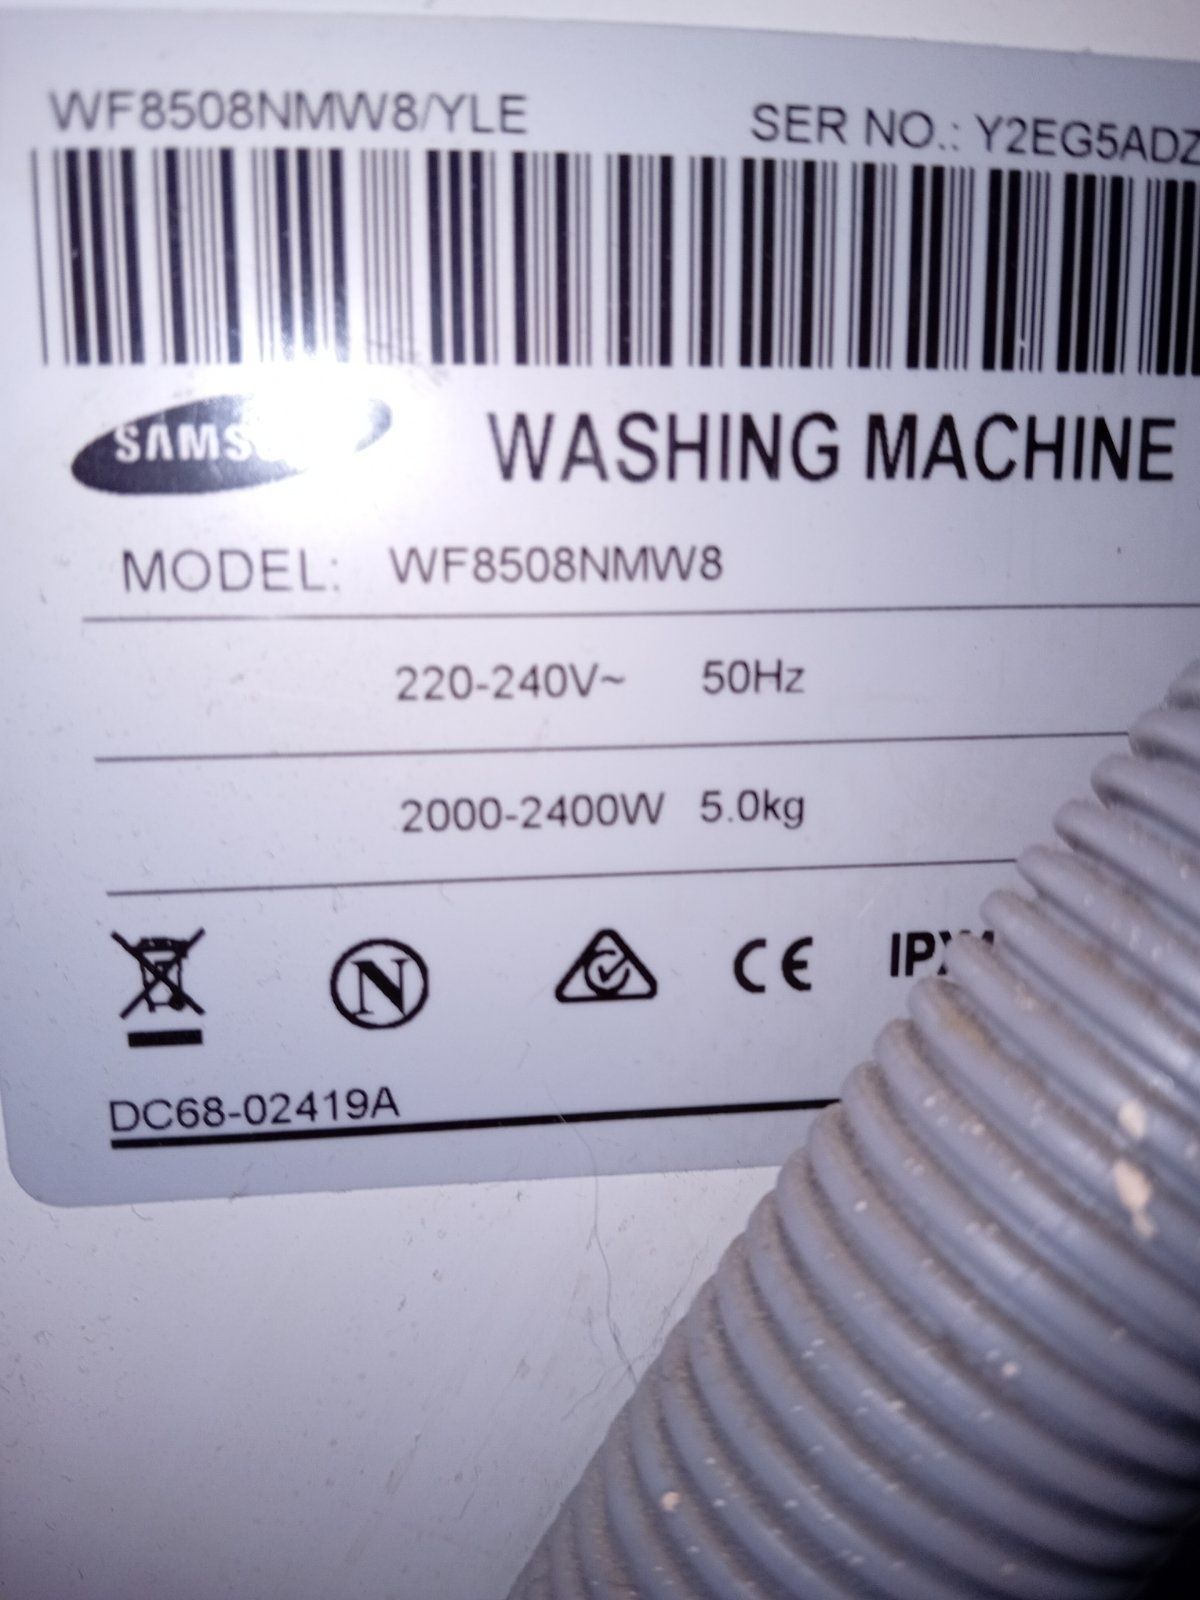 WF8508NMW8/YLE SER NO.: Y2EG5ADZ
WASHING MACHINE
MODEL: WF8508NMW8
220-240V~ 50Hz
2000-2400W 5.0kg
N CE
DC68-02419A